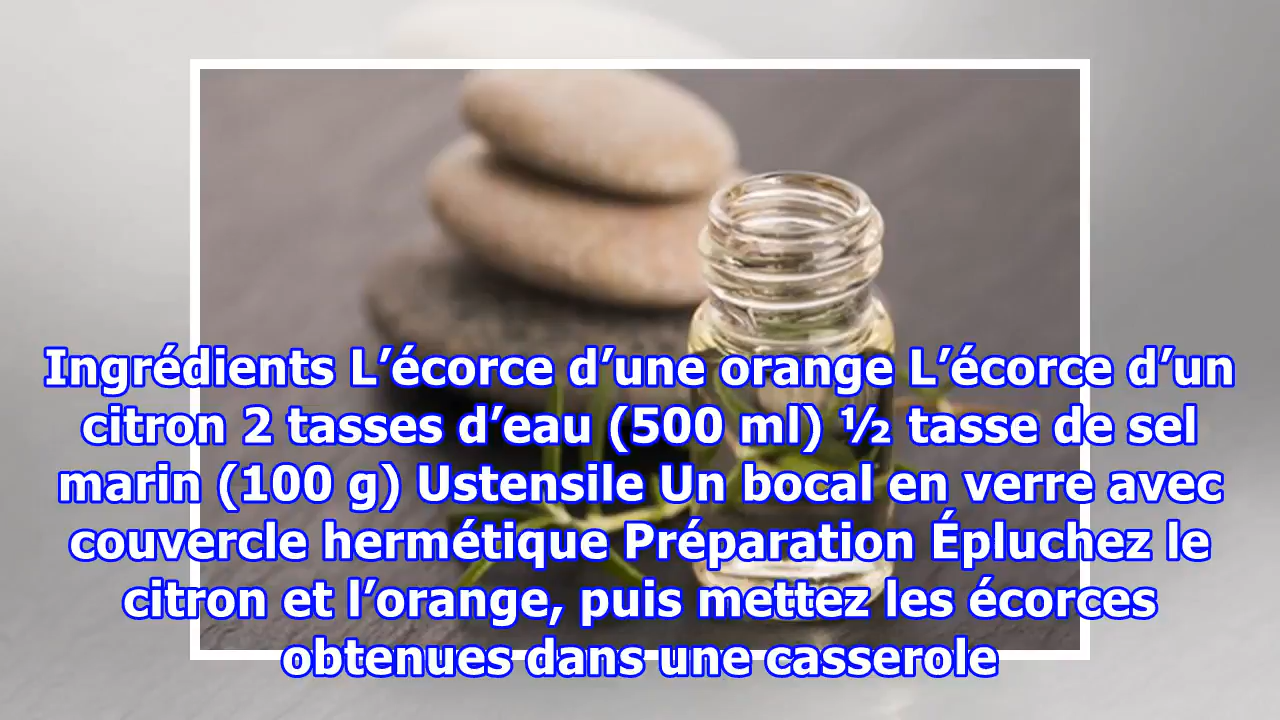 Ingrédients L’écorce d’une orange L’écorce d’un
citron 2 tasses d’eau (500 ml) ½ tasse de sel
marin (100 g) Ustensile Un bocal en verre avec
couvercle hermétique Préparation Épluchez le
citron et l’orange, puis mettez les écorces
obtenues dans une casserole